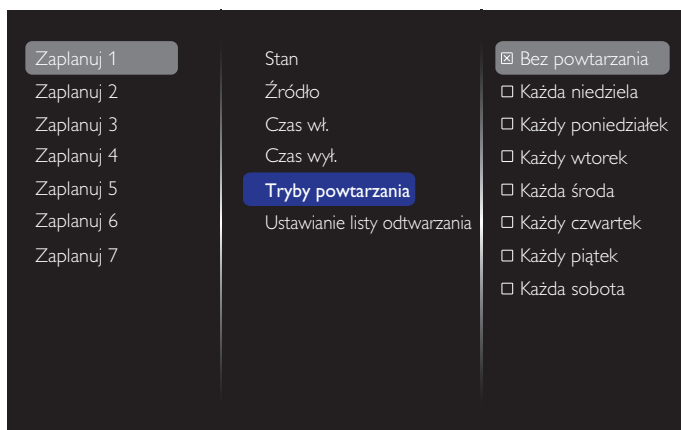 Zaplanuj 1
Zaplanuj 2
Zaplanuj 3
Zaplanuj 4
Zaplanuj 5
Zaplanuj 6
Zaplanuj 7
Stan
Źródło
Czas wł.
Czas wył.
Tryby powtarzania
Ustawianie listy odtwarzania
☒ Bez powtarzania
☐ Każda niedziela
☐ Każdy poniedziałek
☐ Każdy wtorek
☐ Każda środa
☐ Każdy czwartek
☐ Każdy piątek
☐ Każda sobota